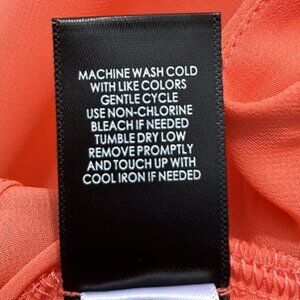 MACHINE WASH COLD
WITH LIKE COLORS
GENTLE CYCLE
USE NON-CHLORINE
BLEACH IF NEEDED
TUMBLE DRY LOW
REMOVE PROMPTLY
AND TOUCH UP WITH
COOL IRON IF NEEDED